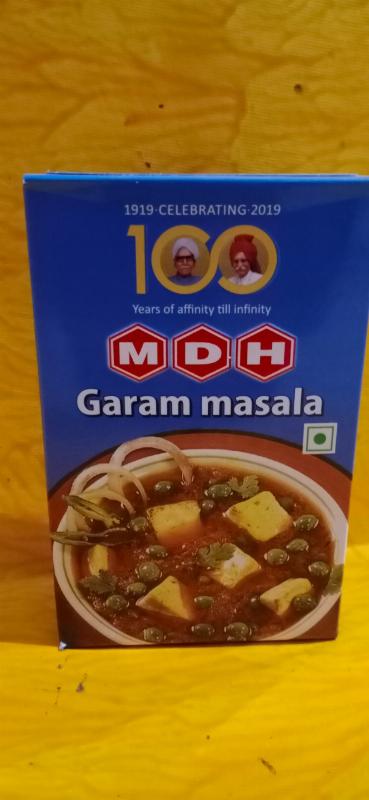 1919·CELEBRATING·2019
100
Years of affinity till infinity
MDH
Garam masala